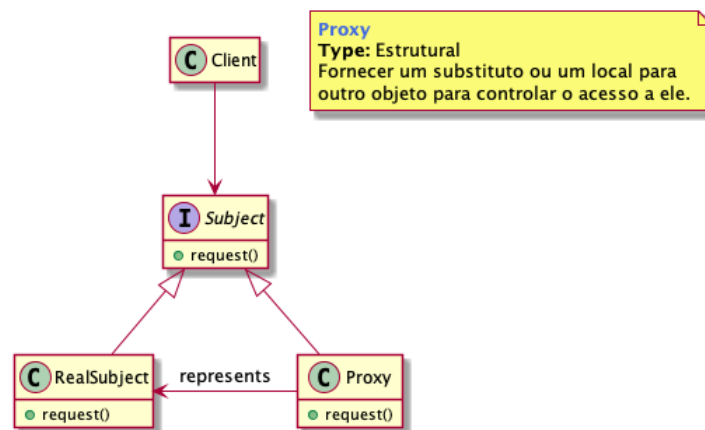 Proxy
Type: Estrutural
Fornecer um substituto ou um local para
outro objeto para controlar o acesso a ele.
C Client
I Subject
request()
C RealSubject
request()
represents
C Proxy
request()